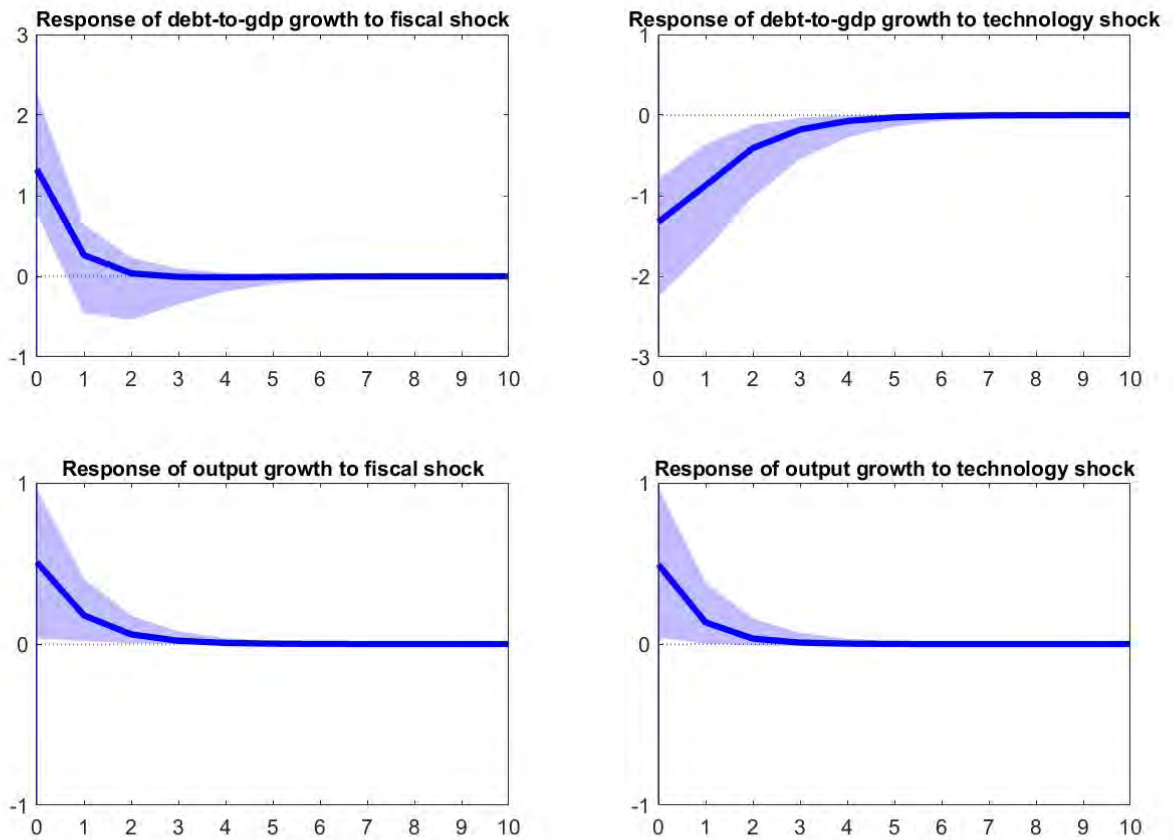 Response of debt-to-gdp growth to fiscal shock
3
2
1
0
-1
0 1 2 3 4 5 6 7 8 9 10
Response of debt-to-gdp growth to technology shock
1
0
-1
-2
-3
0 1 2 3 4 5 6 7 8 9 10
Response of output growth to fiscal shock
1
0
-1
0 1 2 3 4 5 6 7 8 9 10
Response of output growth to technology shock
1
0
-1
0 1 2 3 4 5 6 7 8 9 10